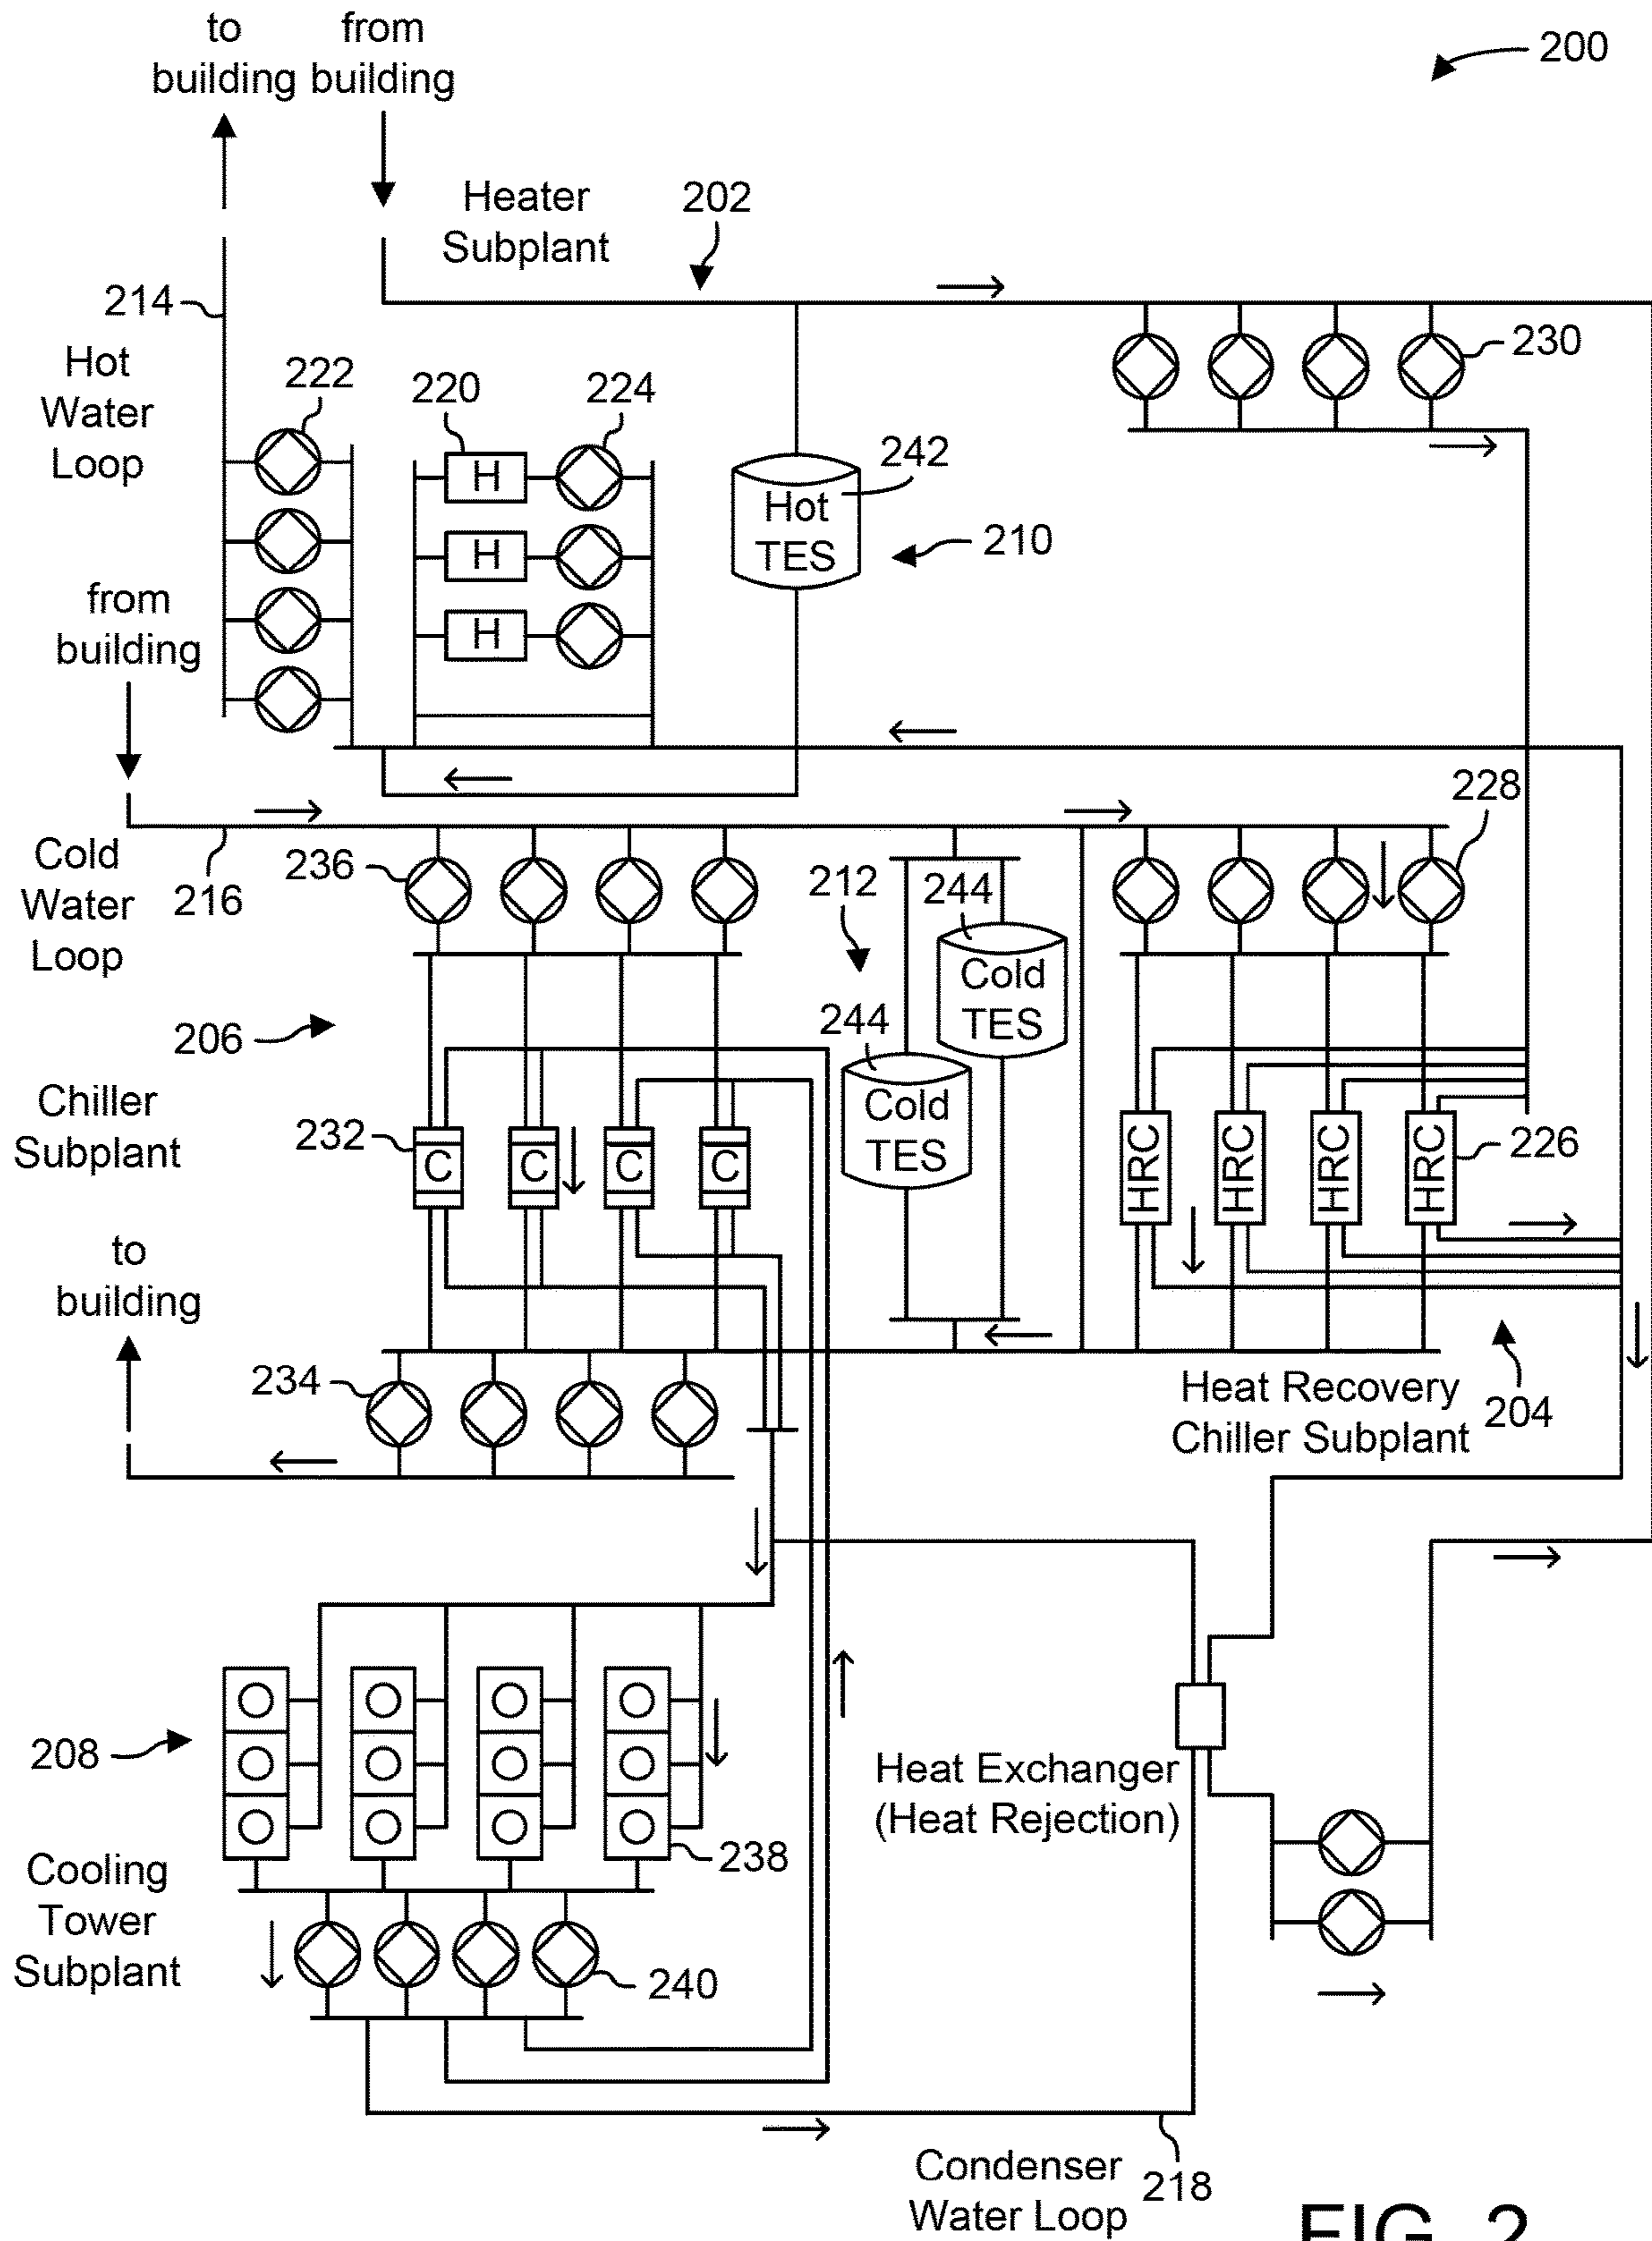 to
building
from
building
200
Heater
Subplant
202
214
Hot
Water
Loop
222
220
224
230
H
H
H
Hot
TES
242
210
from
building
228
Cold
Water
Loop
216
236
212
244
Cold
TES
244
Cold
TES
206
Chiller
Subplant
232
C
C
C
C
HRC
HRC
HRC
HRC
226
to
building
234
Heat Recovery
Chiller Subplant
204
208
Heat Exchanger
(Heat Rejection)
238
Cooling
Tower
Subplant
240
Condenser
Water Loop
218
FIG. 2